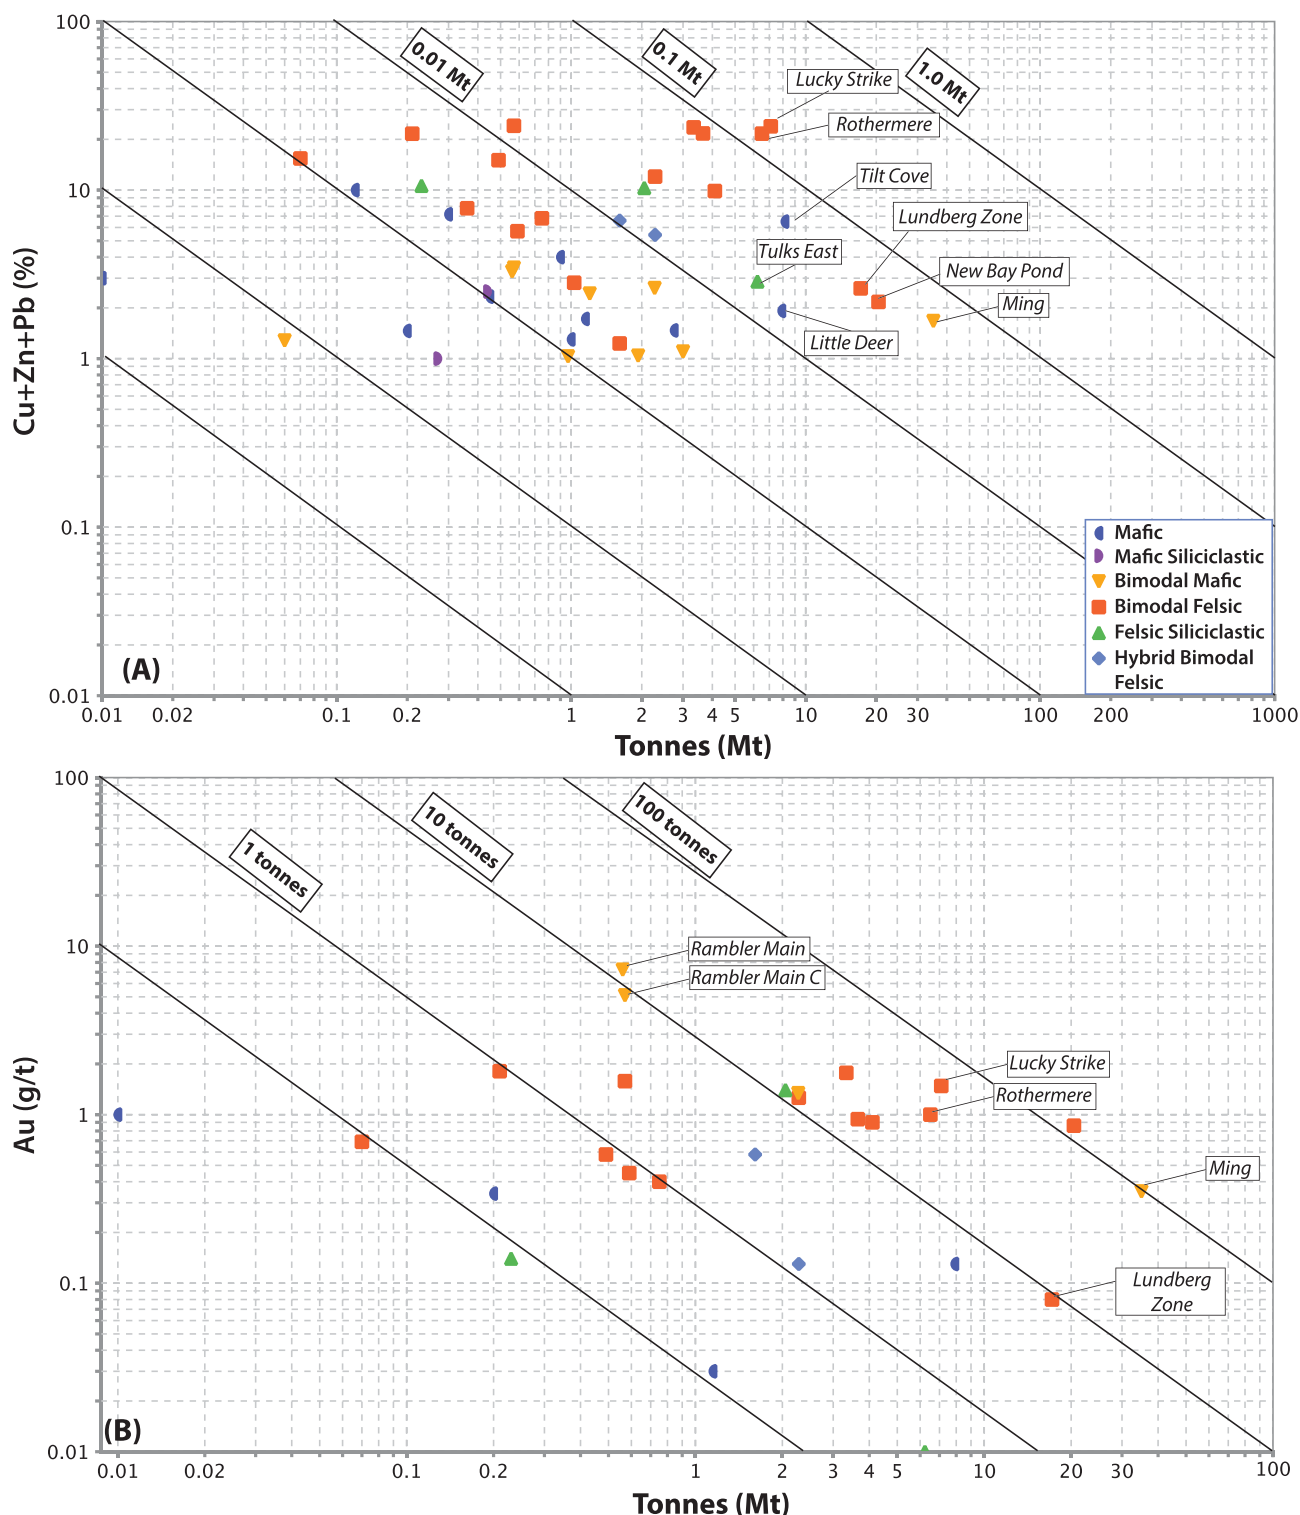 100
10
1
0.1
0.01
Cu+Zn+Pb (%)
0.01 Mt
0.1 Mt
1.0 Mt
Lucky Strike
Rothermere
Tilt Cove
Lundberg Zone
Tulks East
New Bay Pond
Ming
Little Deer
Mafic
Mafic Siliciclastic
Bimodal Mafic
Bimodal Felsic
Felsic Siliciclastic
Hybrid Bimodal
Felsic
(A)
0.01 0.02 0.1 0.2 1 2 3 4 5 10 20 30 100 200 1000
Tonnes (Mt)
100
10
1
0.1
0.01
Au (g/t)
1 tonnes
10 tonnes
100 tonnes
Rambler Main
Rambler Main C
Lucky Strike
Rothermere
Ming
Lundberg
Zone
(B)
0.01 0.02 0.1 0.2 1 2 3 4 5 10 20 30 100
Tonnes (Mt)